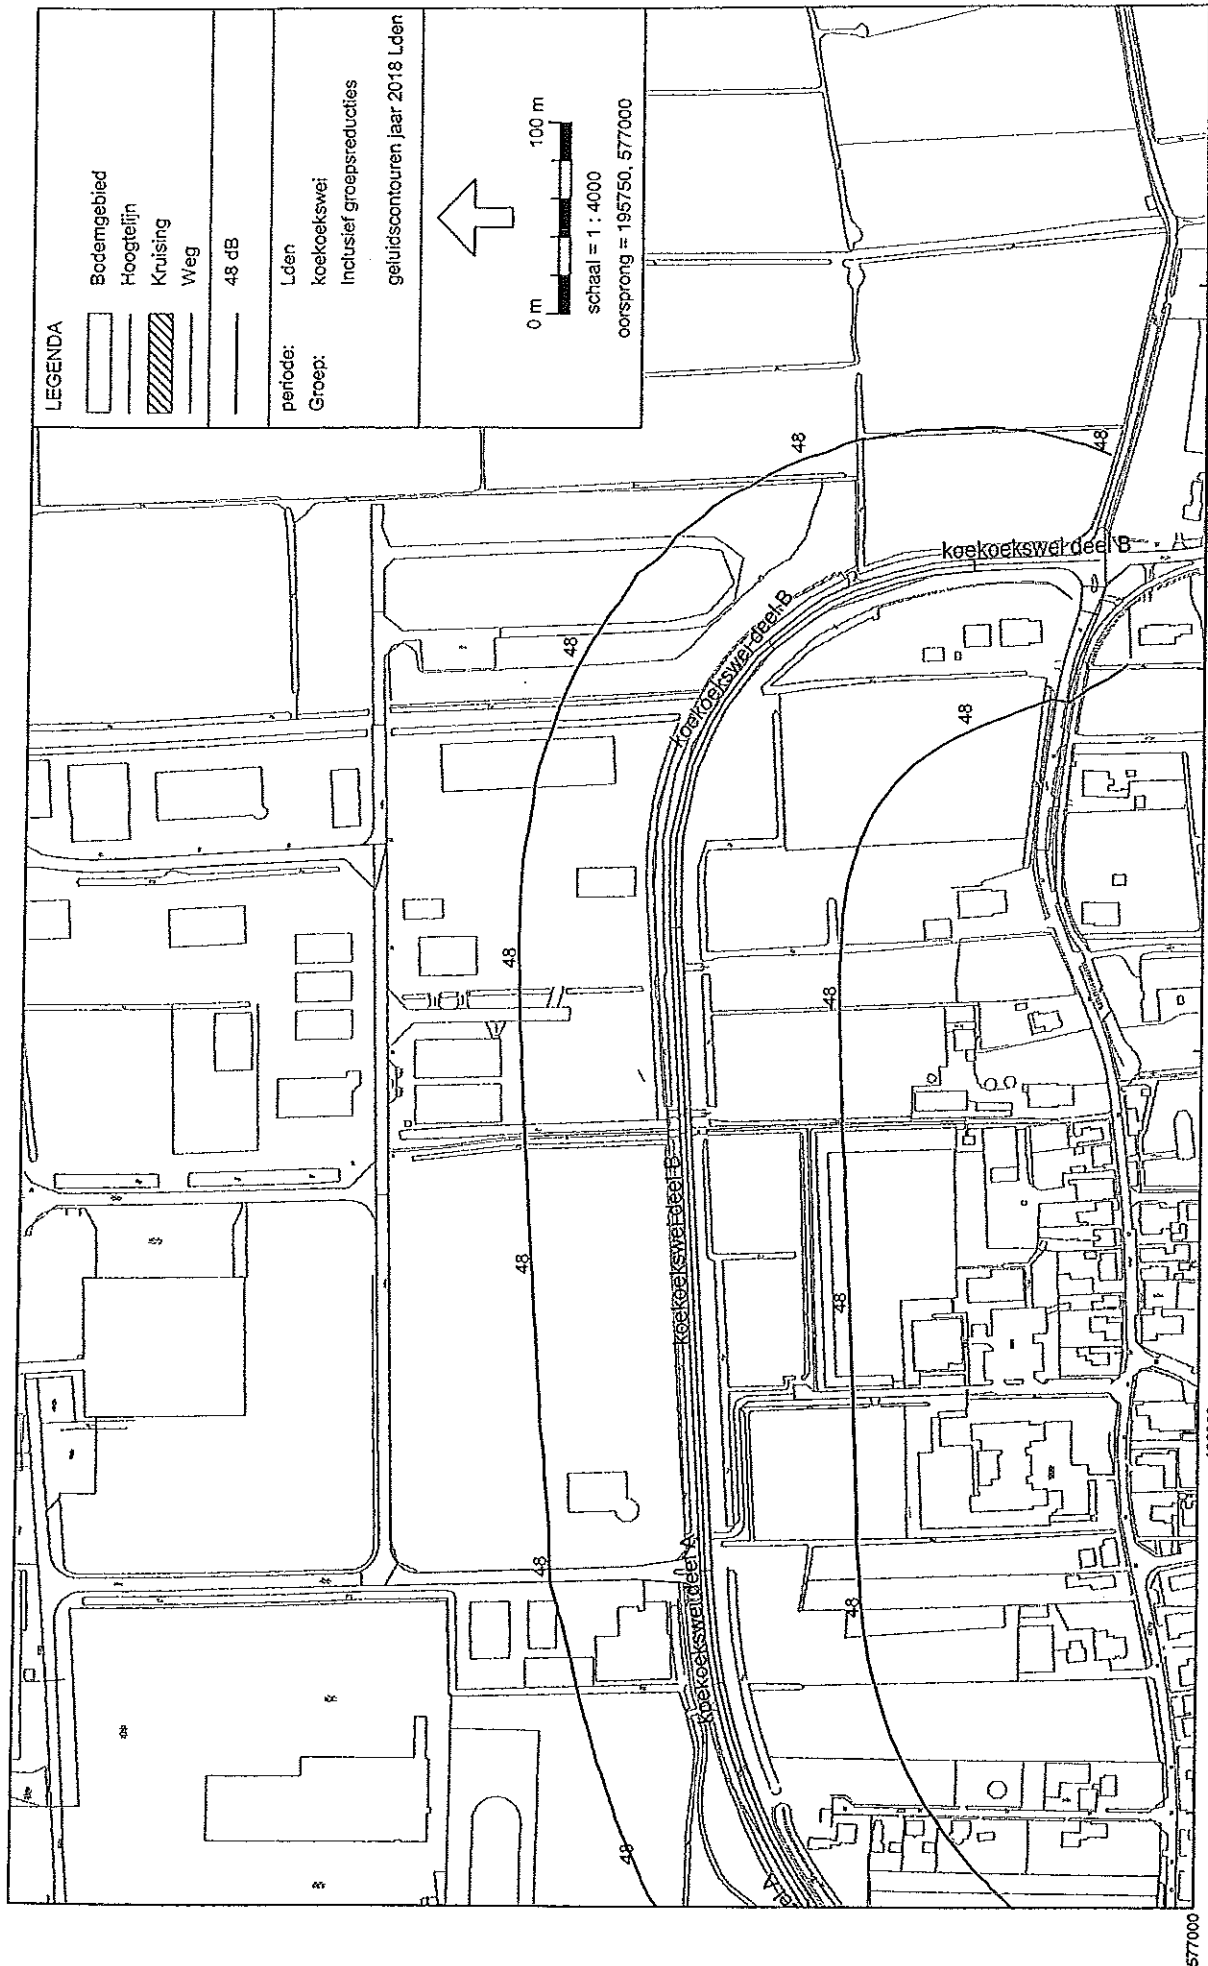 LEGENDA
Bodemgebied
Hoogtelijn
Kruising
Weg
48 dB
periode: Lden
Groep: koekoekswei
Inclusief groepsreducties
geluidscontouren jaar 2018 Lden
0 m 100 m
schaal = 1 : 4000
oorsprong = 195750, 577000
48
48
48
48
48
48
48
48
48
48
48
koekoekswei deel B
koekoekswei deel B
koekoekswei deel B
koekoekswei deel A
577000